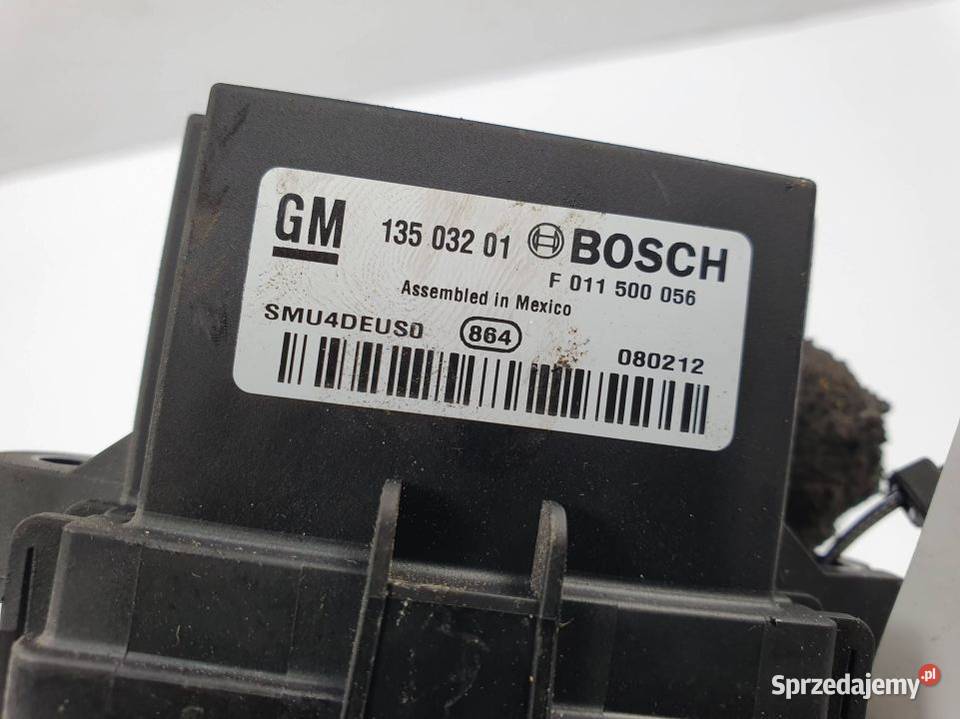 GM 135 032 01 BOSCH
F 011 500 056
Assembled in Mexico
SMU4DEUS0 864 080212
Sprzedajemy.pl